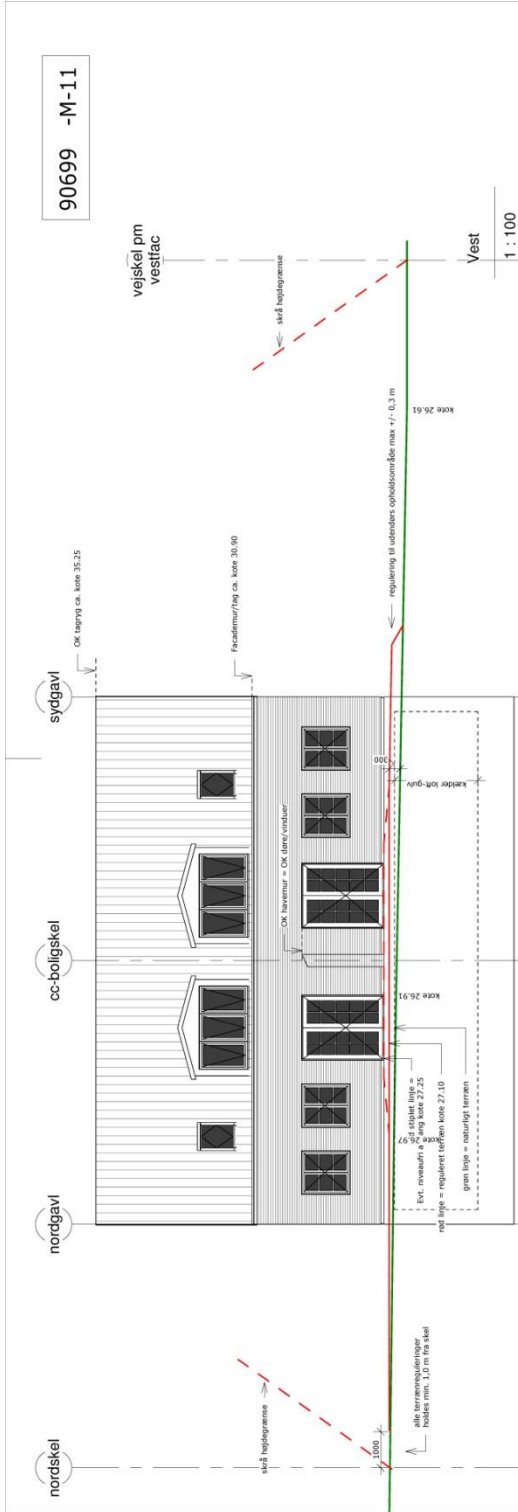 90699 -M-11
nordskel
nordgavl
cc-boligskel
sydgavl
vejskel pm
vestfac
OK tagryg ca. kote 35.25
Facademur/tag ca. kote 30.90
skrå højdegrænse
skrå højdegrænse
OK havemur = OK døre/vinduer
regulering til udendørs opholdsområde max +/- 0,3 m
300
kælder loft-gulv
kote 26.61
kote 26.91
kote 26.97
1000
alle terrænreguleringer
holdes min. 1,0 m fra skel
d stiplet linje =
Evt. niveaufri a ang kote 27.25
rød linje = reguleret terræn kote 27.10
grøn linje = naturligt terræn
Vest
1 : 100